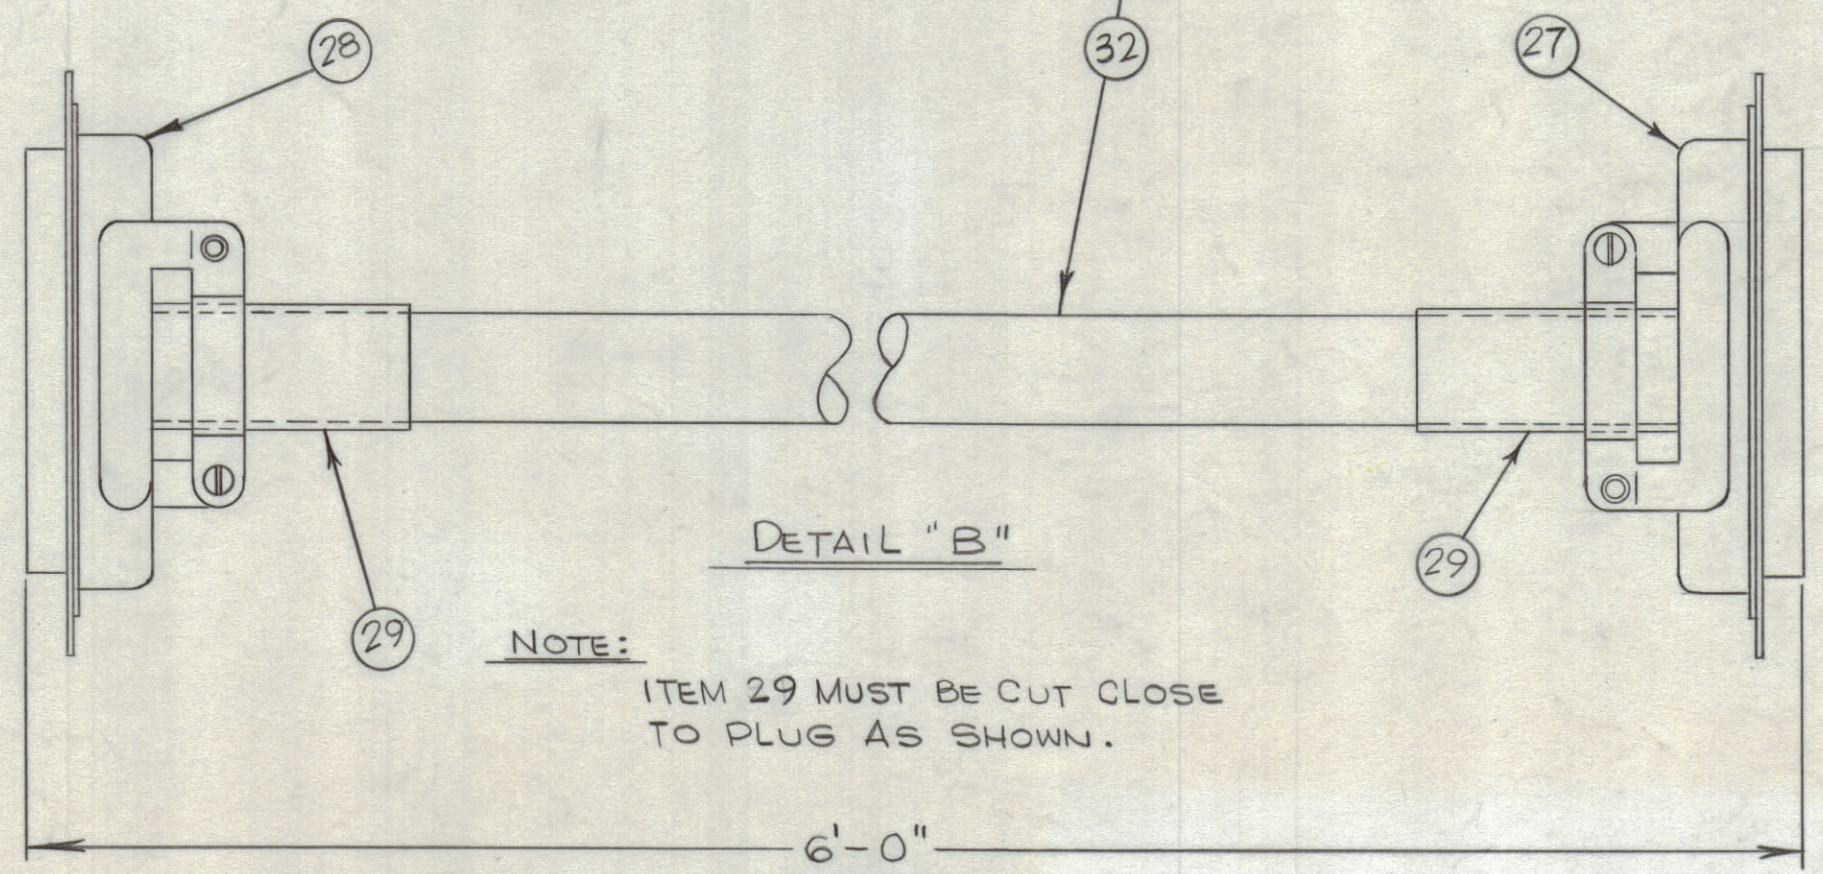 28
32
27
DETAIL "B"
29
29
NOTE:
ITEM 29 MUST BE CUT CLOSE
TO PLUG AS SHOWN.
6'-0"